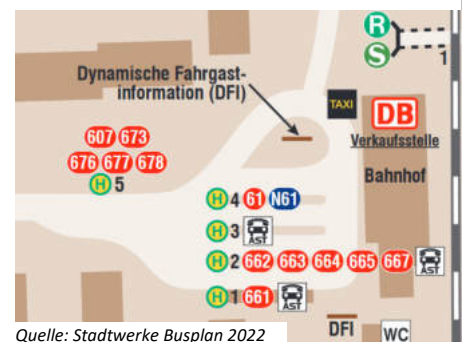 R
S
1
Dynamische Fahrgast-
information (DFI)
TAXI
DB
Verkaufsstelle
Bahnhof
607 673
676 677 678
H 5
H 4 61 N61
H 3 AST
H 2 662 663 664 665 667 AST
H 1 661 AST
DFI
WC
Quelle: Stadtwerke Busplan 2022